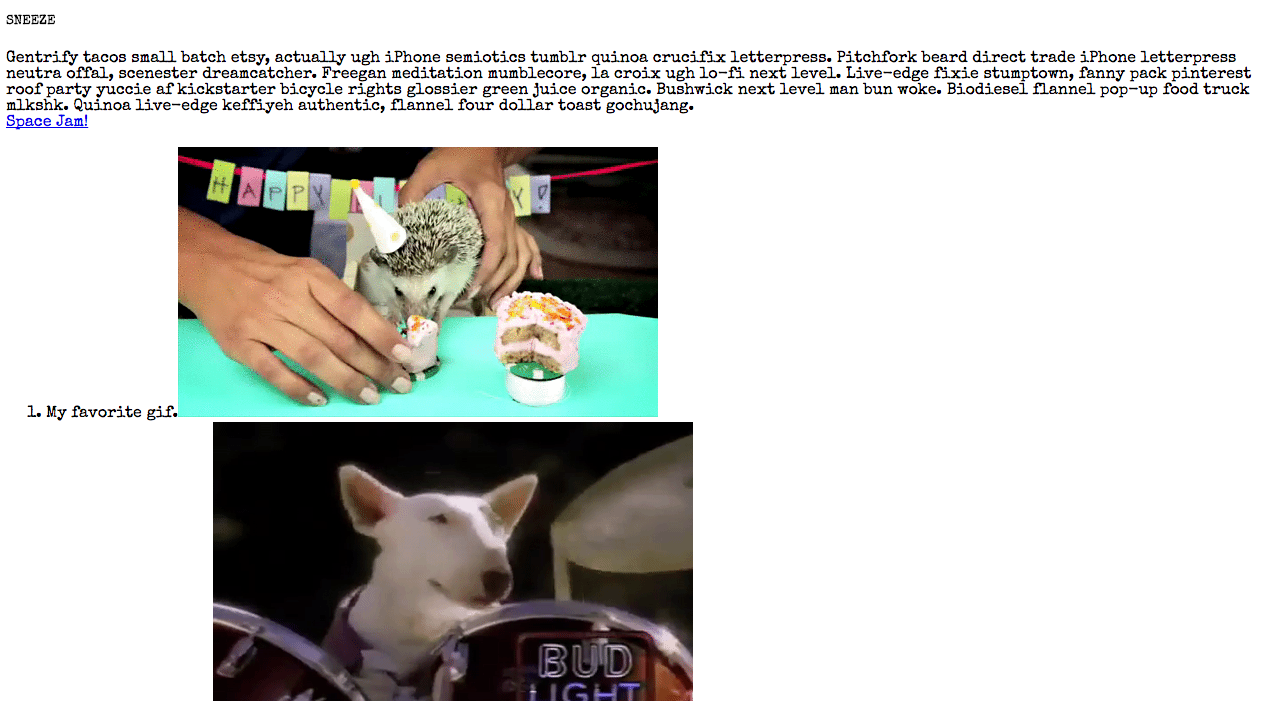 SNEEZE
Gentrify tacos small batch etsy, actually ugh iPhone semiotics tumblr quinoa crucifix letterpress. Pitchfork beard direct trade iPhone letterpress
neutra offal, scenester dreamcatcher. Freegan meditation mumblecore, la croix ugh lo-fi next level. Live-edge fixie stumptown, fanny pack pinterest
roof party yuccie af kickstarter bicycle rights glossier green juice organic. Bushwick next level man bun woke. Biodiesel flannel pop-up food truck
mlkshk. Quinoa live-edge keffiyeh authentic, flannel four dollar toast gochujang.
Space Jam!
HAPPY
1. My favorite gif.
BUD
LIGHT